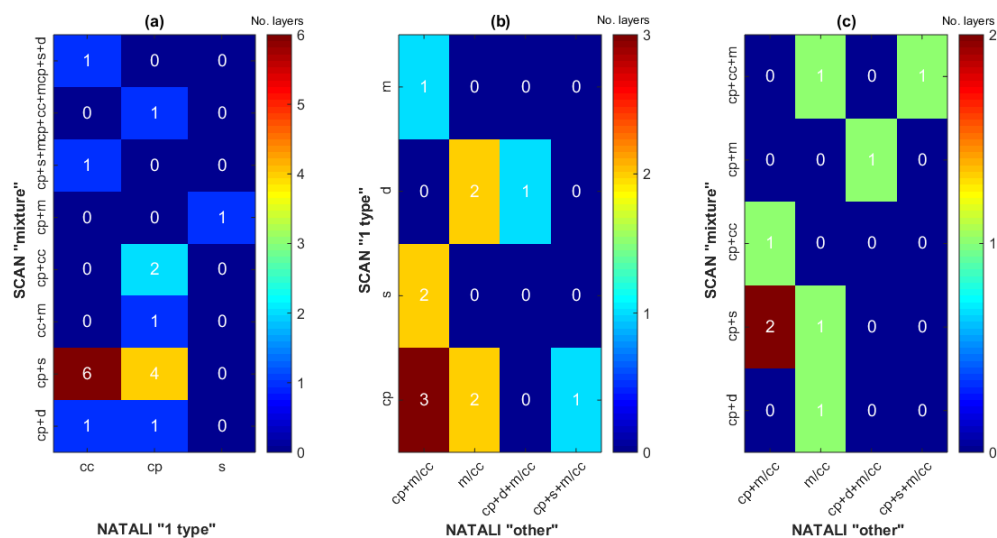 (a)
No. layers
SCAN "mixture"
cp+s+d
cp+cc+m
cp+s+m
cp+m
cp+cc
cc+m
cp+s
cp+d
1 0 0
0 1 0
1 0 0
0 0 1
0 2 0
0 1 0
6 4 0
1 1 0
cc cp s
NATALI "1 type"
6
5
4
3
2
1
0
(b)
No. layers
SCAN "1 type"
m
d
s
cp
1 0 0 0
0 2 1 0
2 0 0 0
3 2 0 1
cp+m/cc m/cc cp+d+m/cc cp+s+m/cc
NATALI "other"
3
2
1
0
(c)
No. layers
SCAN "mixture"
cp+cc+m
cp+m
cp+cc
cp+s
cp+d
0 1 0 1
0 0 1 0
1 0 0 0
2 1 0 0
0 1 0 0
cp+m/cc m/cc cp+d+m/cc cp+s+m/cc
NATALI "other"
2
1
0